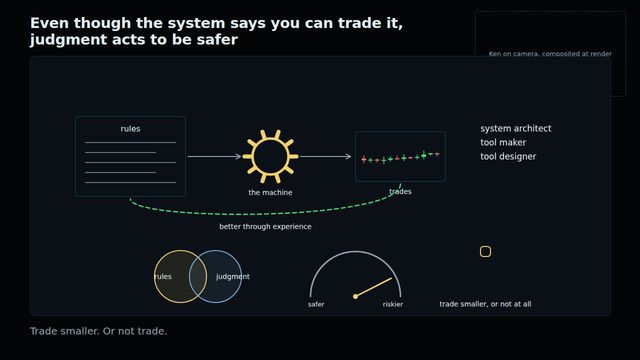 Even though the system says you can trade it,
judgment acts to be safer
Ken on camera, composited at render
rules
system architect
tool maker
tool designer
the machine
trades
better through experience
rules
judgment
safer
riskier
trade smaller, or not at all
Trade smaller. Or not trade.